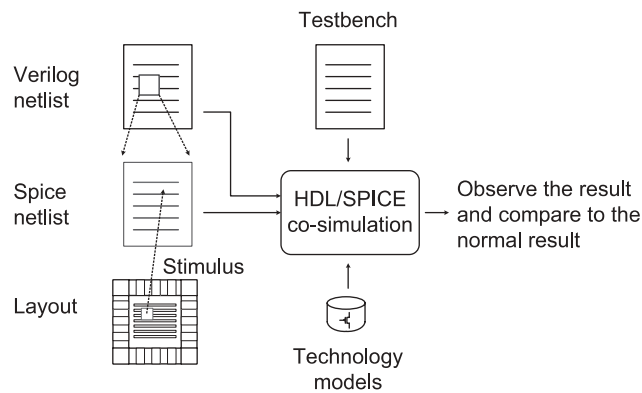 Testbench
Verilog
netlist
Spice
netlist
HDL/SPICE
co-simulation
Observe the result
and compare to the
normal result
Stimulus
Layout
Technology
models